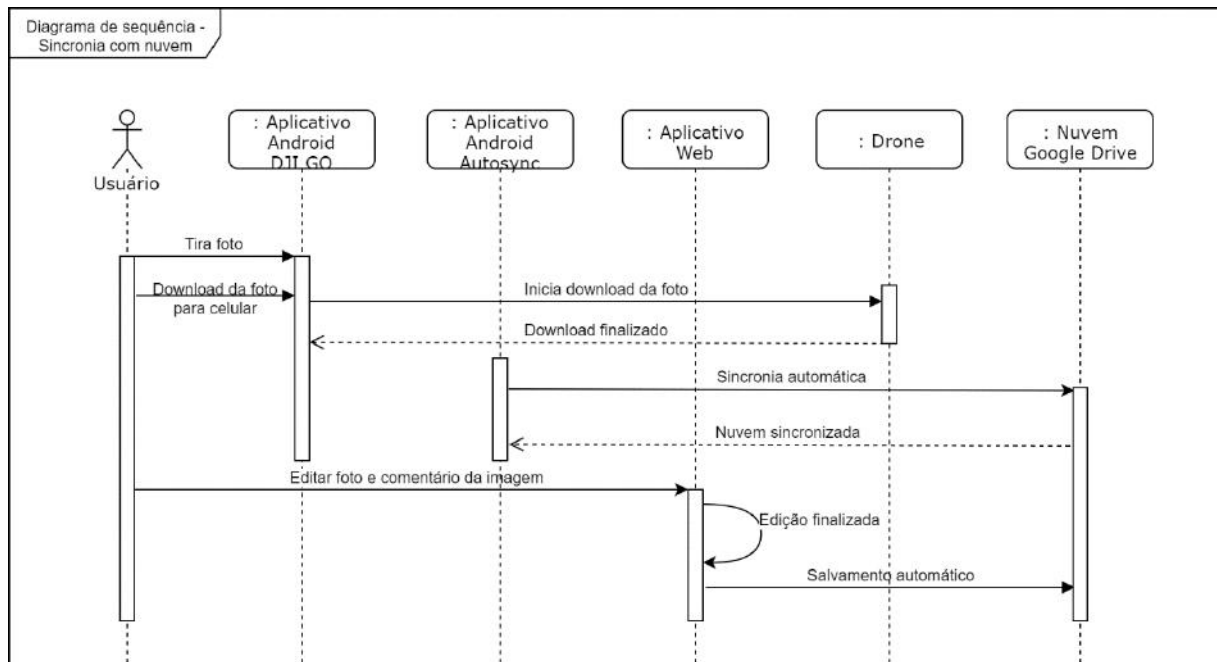 Diagrama de sequência -
Sincronia com nuvem
: Aplicativo
Android
DJI GO
: Aplicativo
Android
Autosync
: Aplicativo
Web
: Drone
: Nuvem
Google Drive
Usuário
Tira foto
Download da foto
para celular
Inicia download da foto
Download finalizado
Sincronia automática
Nuvem sincronizada
Editar foto e comentário da imagem
Edição finalizada
Salvamento automático